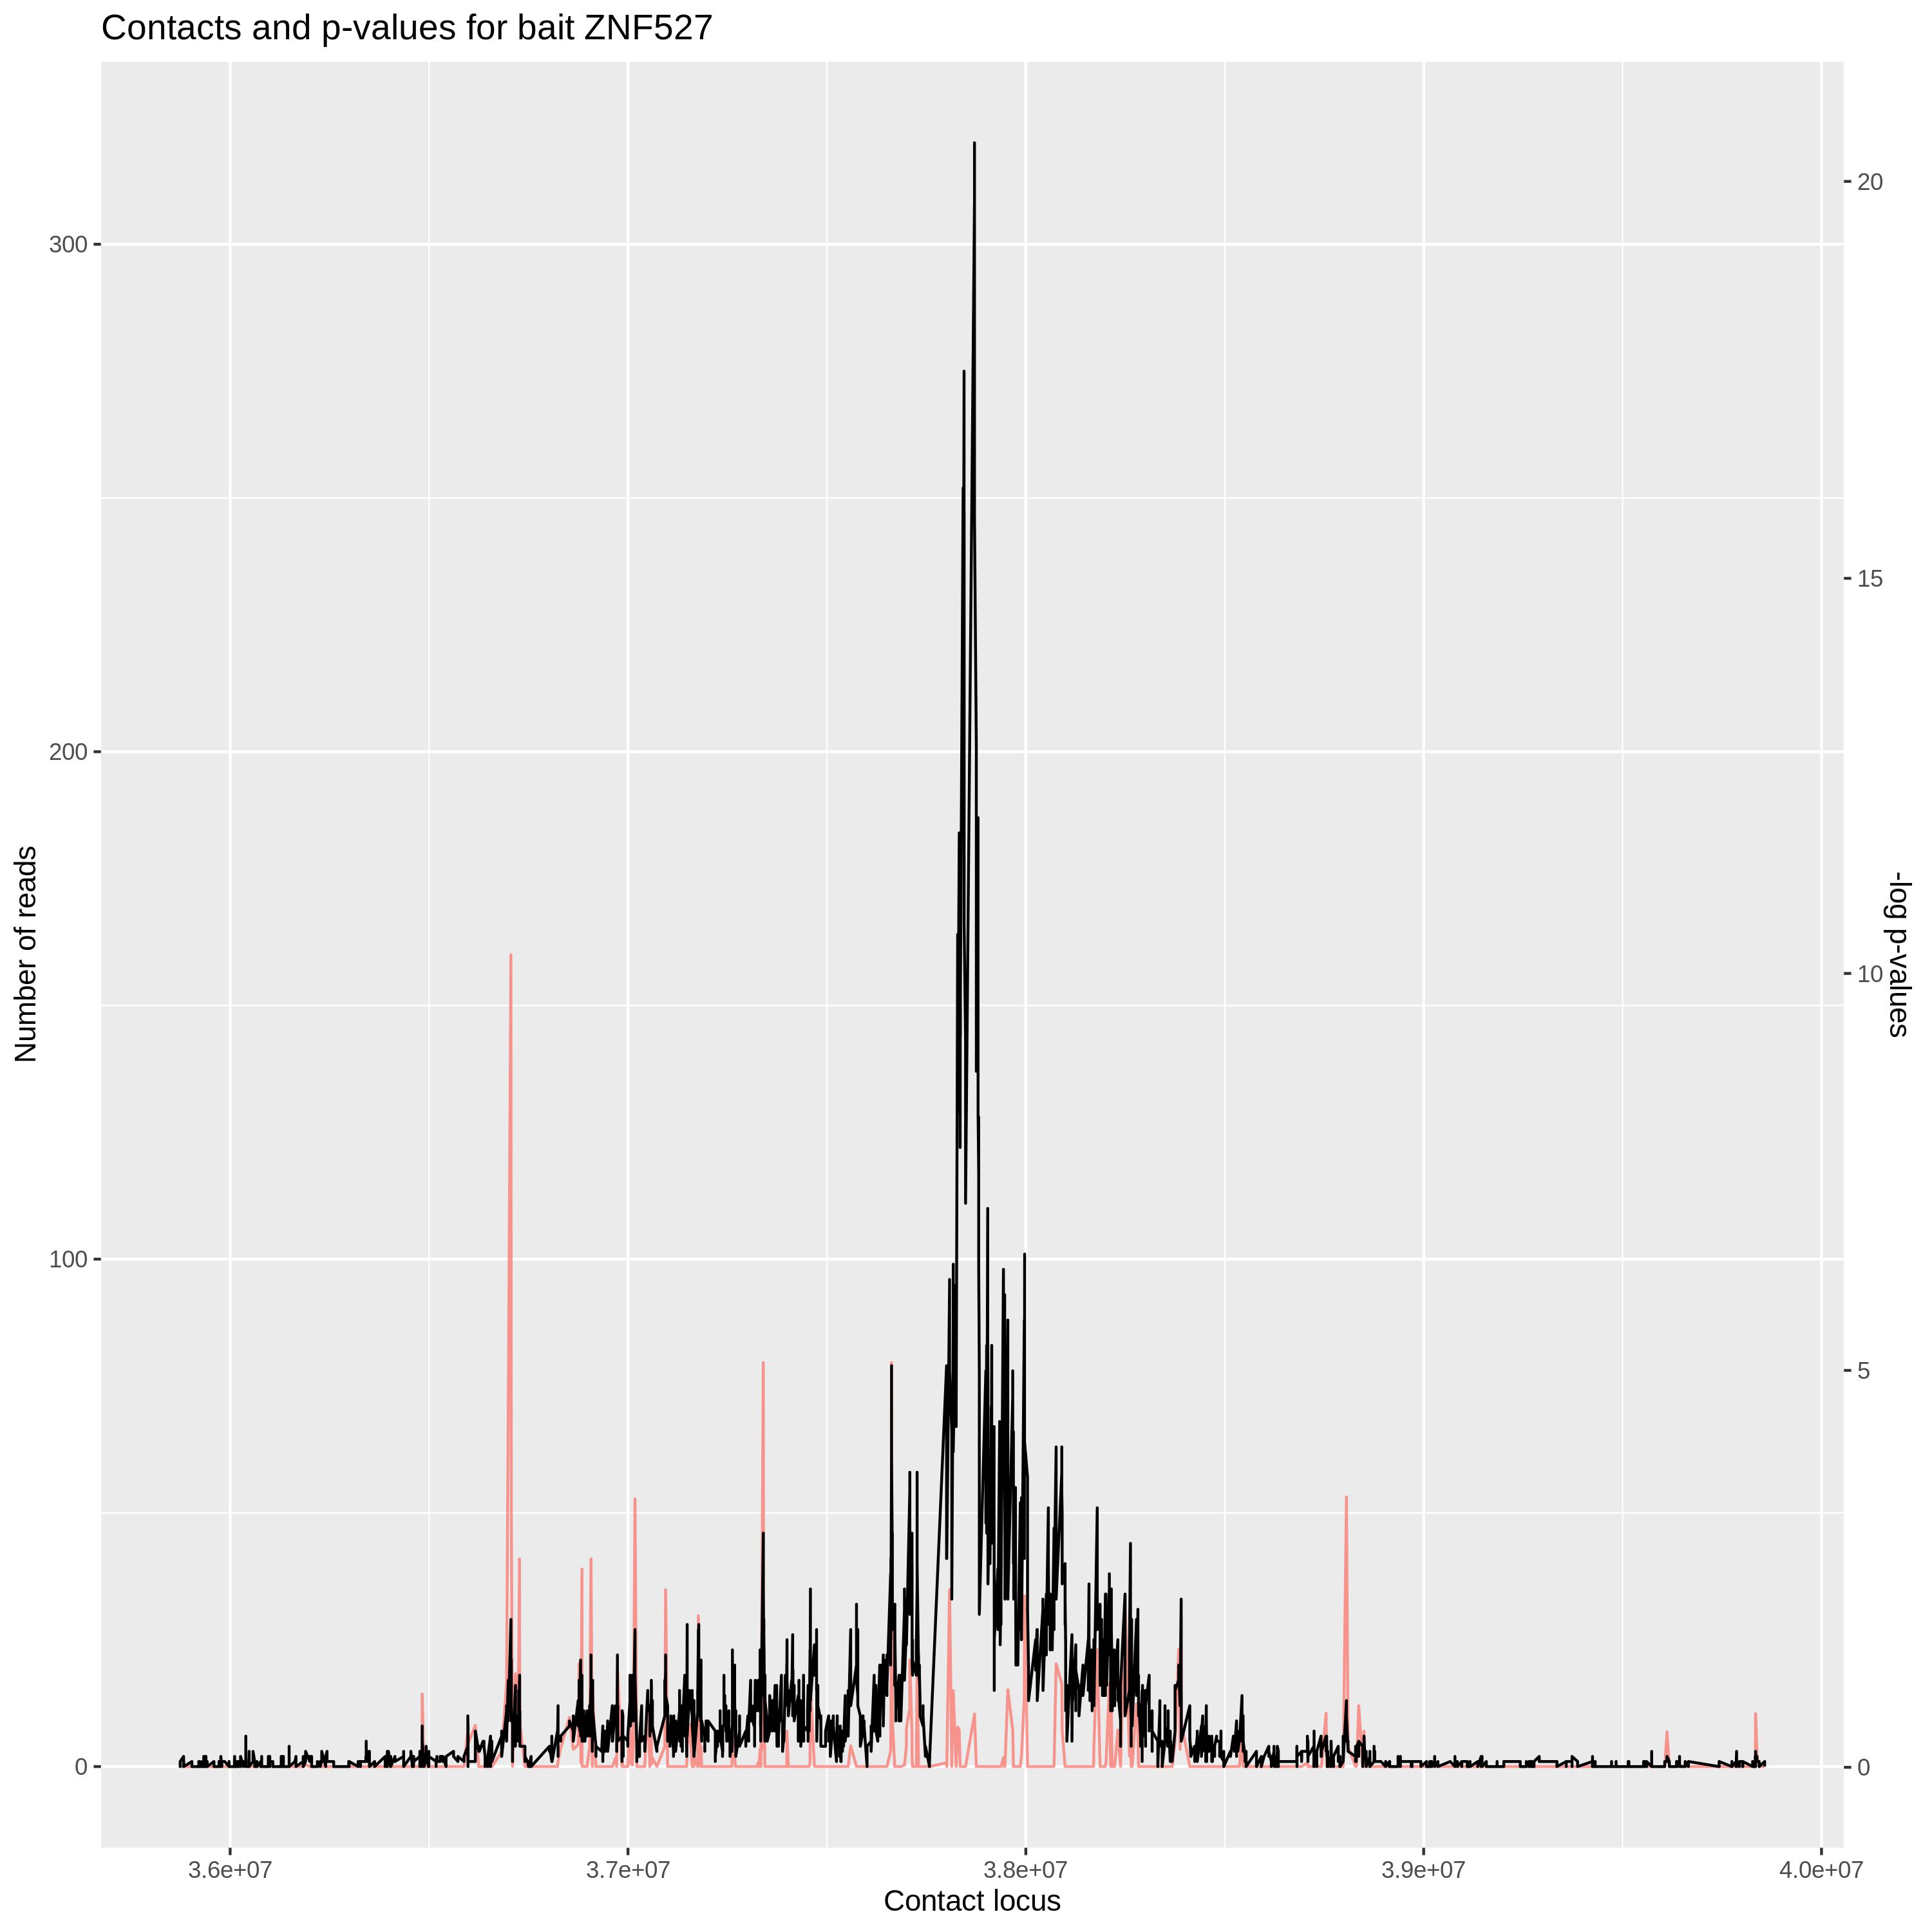 Contacts and p-values for bait ZNF527
Number of reads
300
200
100
0
20
15
10
5
0
-log p-values
3.6e+07
3.7e+07
3.8e+07
3.9e+07
4.0e+07
Contact locus